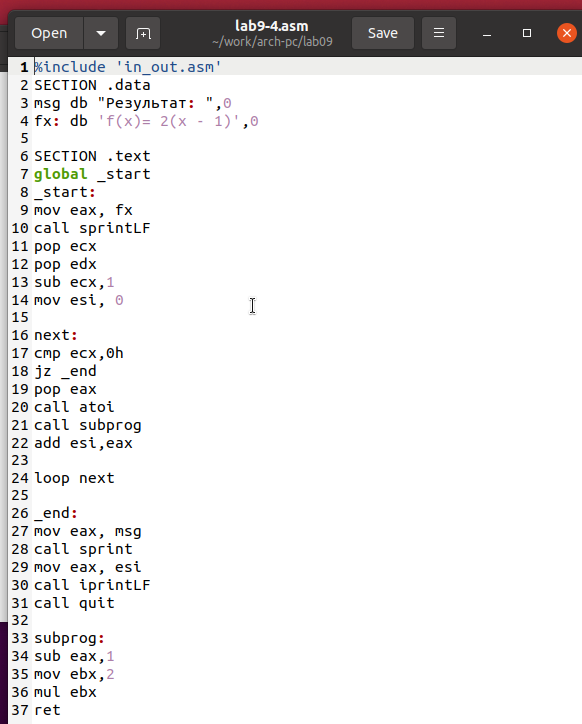 Open
lab9-4.asm
~/work/arch-pc/lab09
Save
1 %include 'in_out.asm'
2 SECTION .data
3 msg db "Результат: ",0
4 fx: db 'f(x)= 2(x - 1)',0
5
6 SECTION .text
7 global _start
8 _start:
9 mov eax, fx
10 call sprintLF
11 pop ecx
12 pop edx
13 sub ecx,1
14 mov esi, 0
15
16 next:
17 cmp ecx,0h
18 jz _end
19 pop eax
20 call atoi
21 call subprog
22 add esi,eax
23
24 loop next
25
26 _end:
27 mov eax, msg
28 call sprint
29 mov eax, esi
30 call iprintLF
31 call quit
32
33 subprog:
34 sub eax,1
35 mov ebx,2
36 mul ebx
37 ret